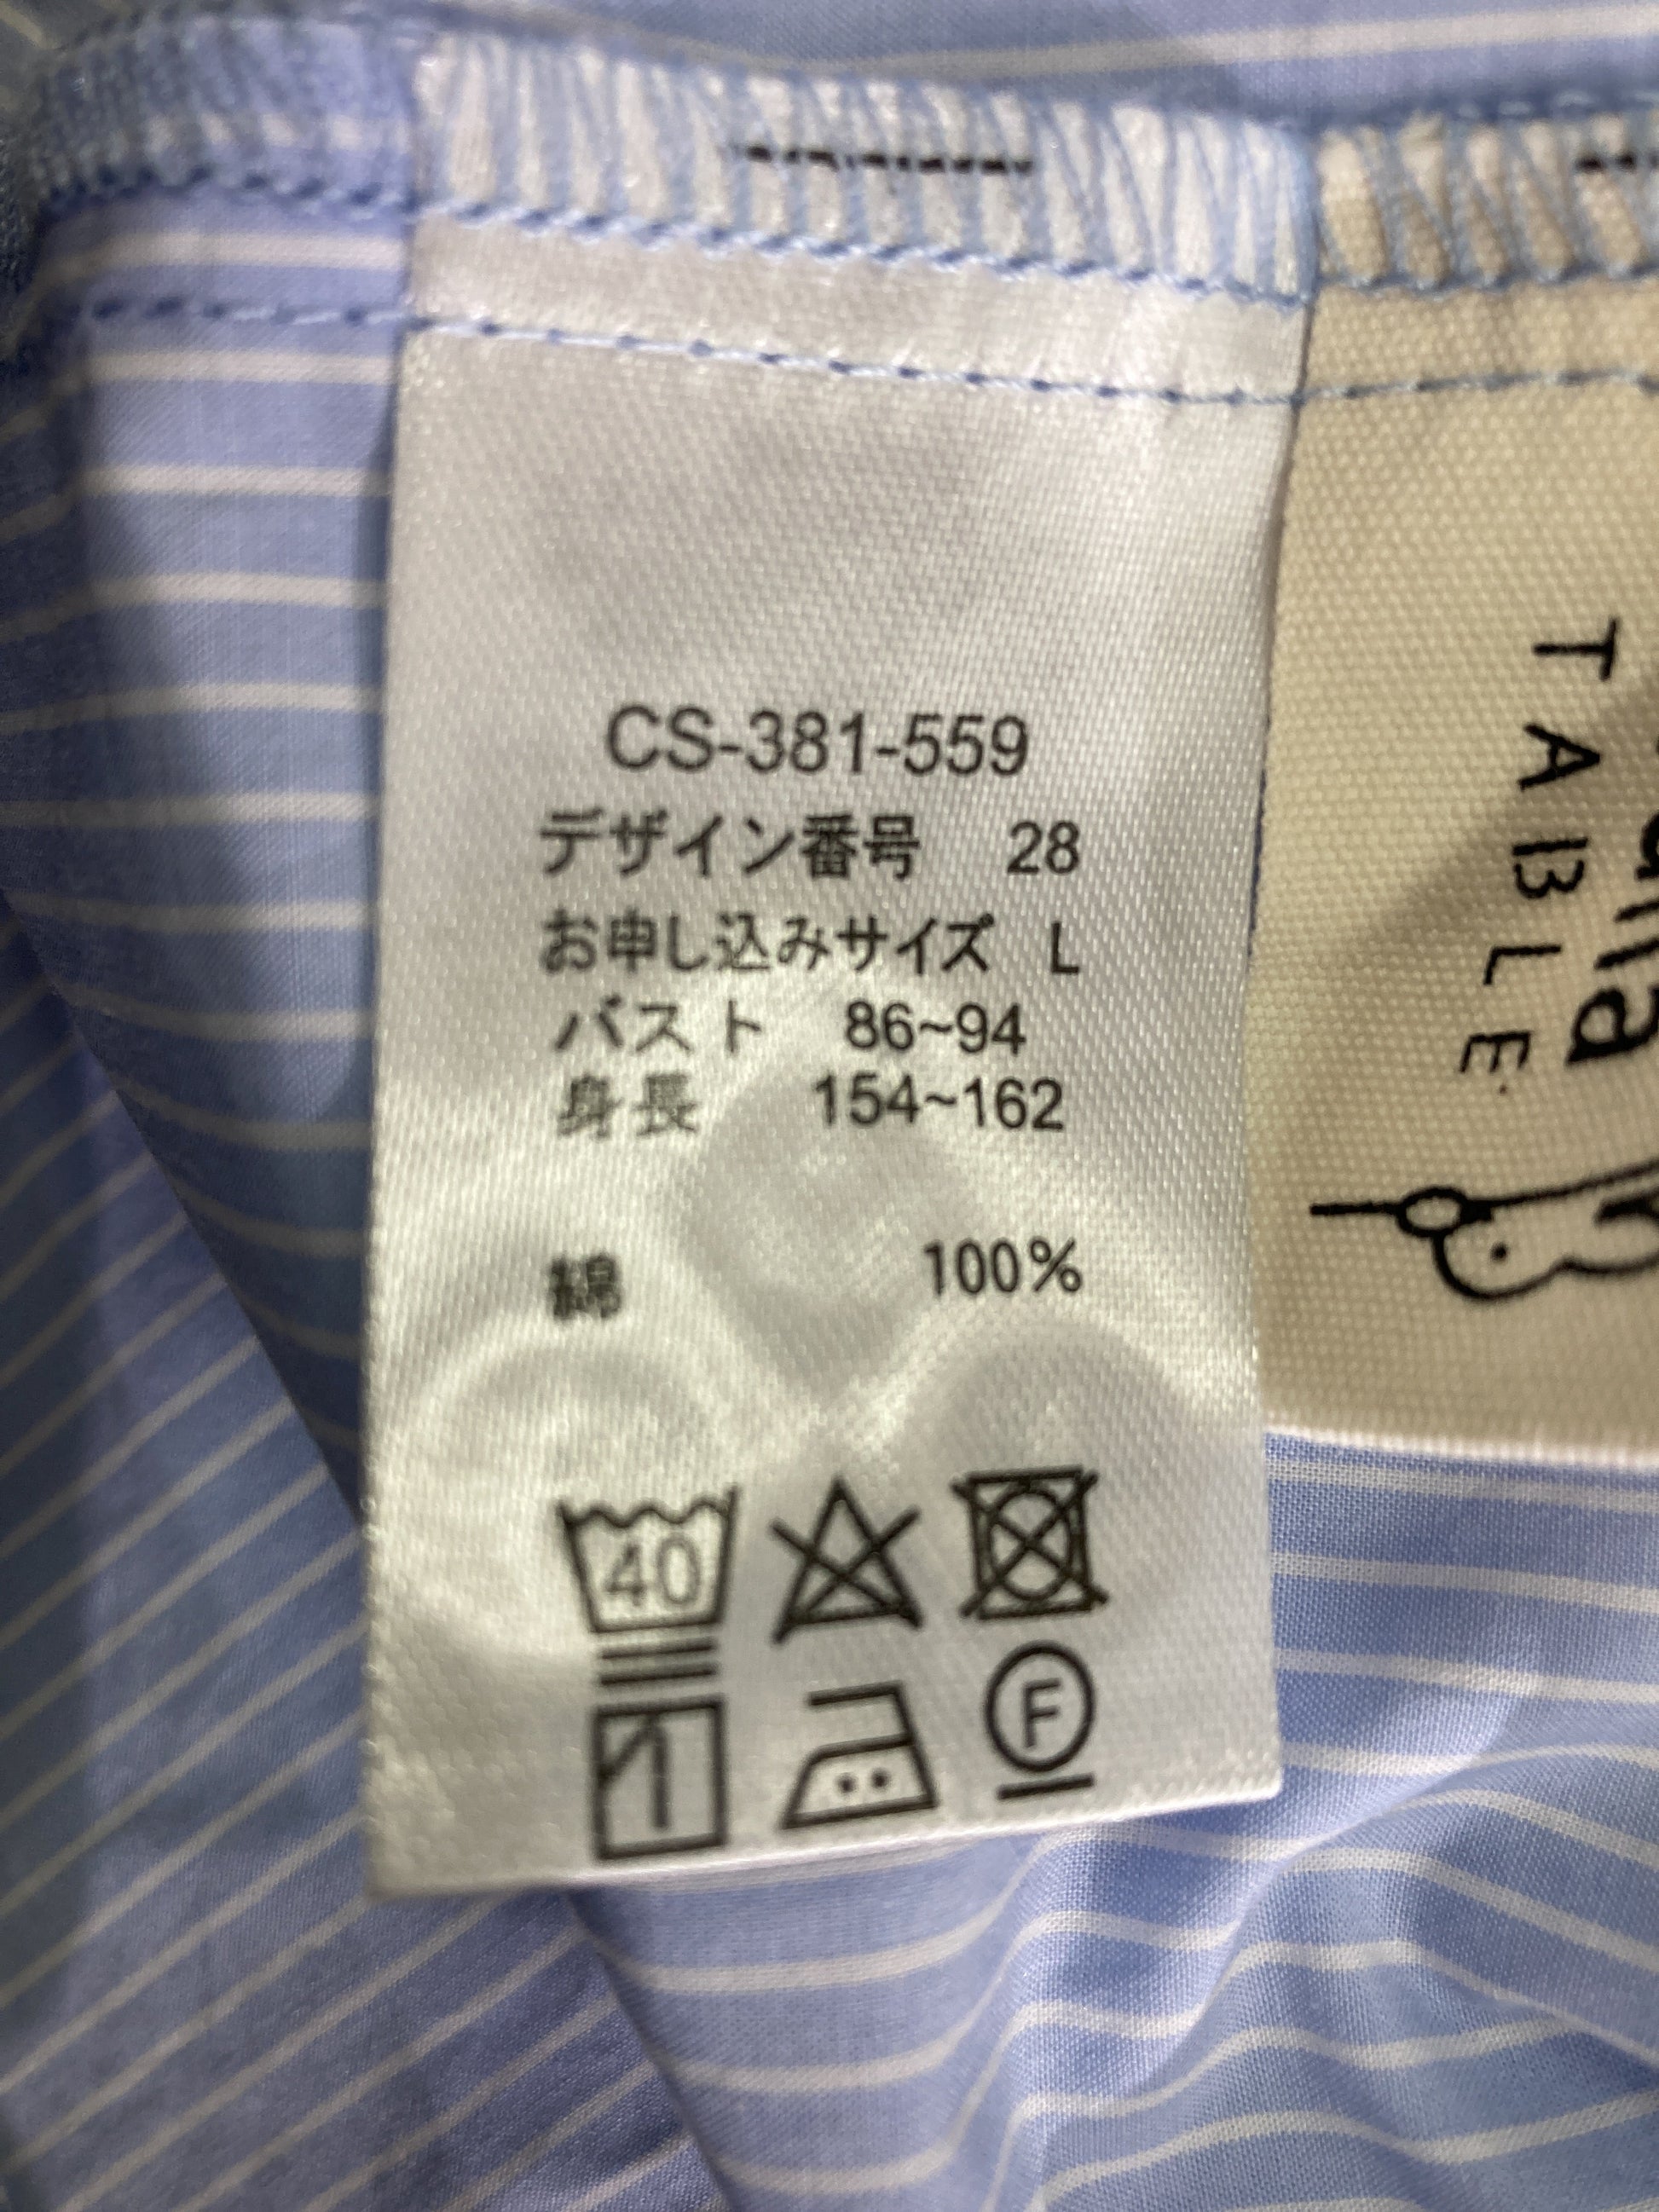 CS-381-559
デザイン番号 28
お申し込みサイズ L
バスト 86~94
身長 154~162
綿 100%
40
F
TABLE